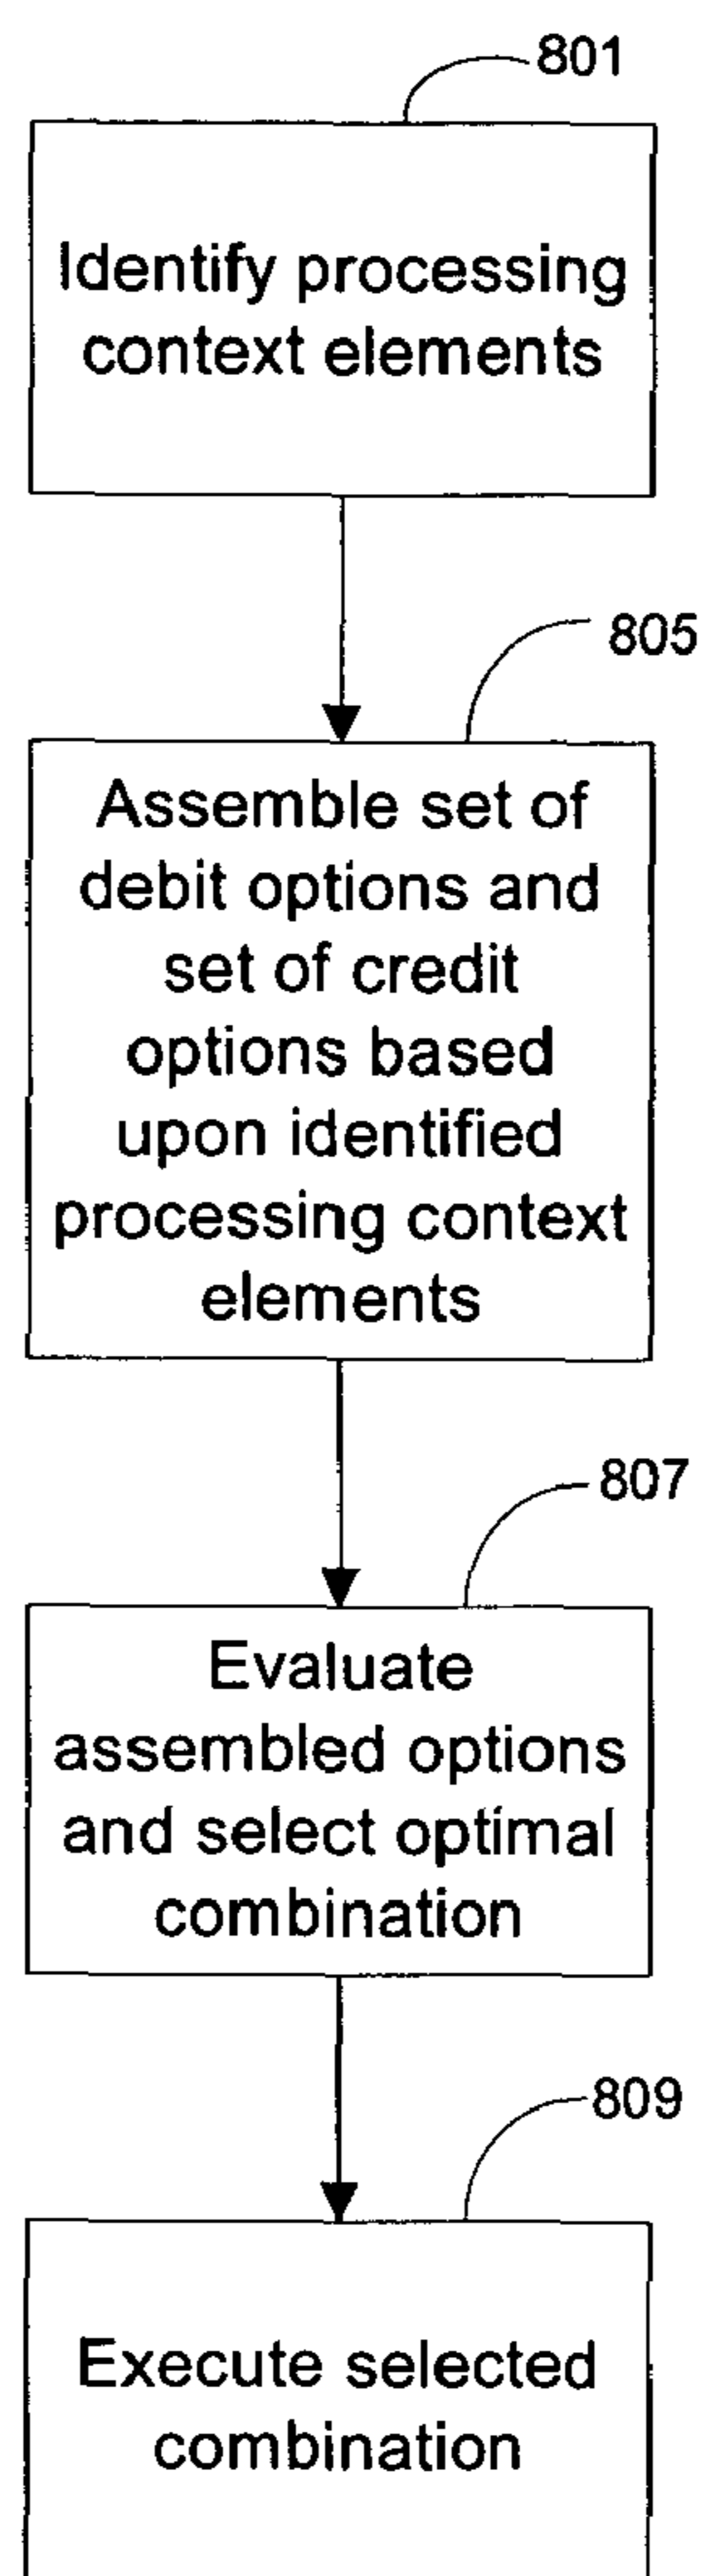 801
Identify processing
context elements
805
Assemble set of
debit options and
set of credit
options based
upon identified
processing context
elements
807
Evaluate
assembled options
and select optimal
combination
809
Execute selected
combination